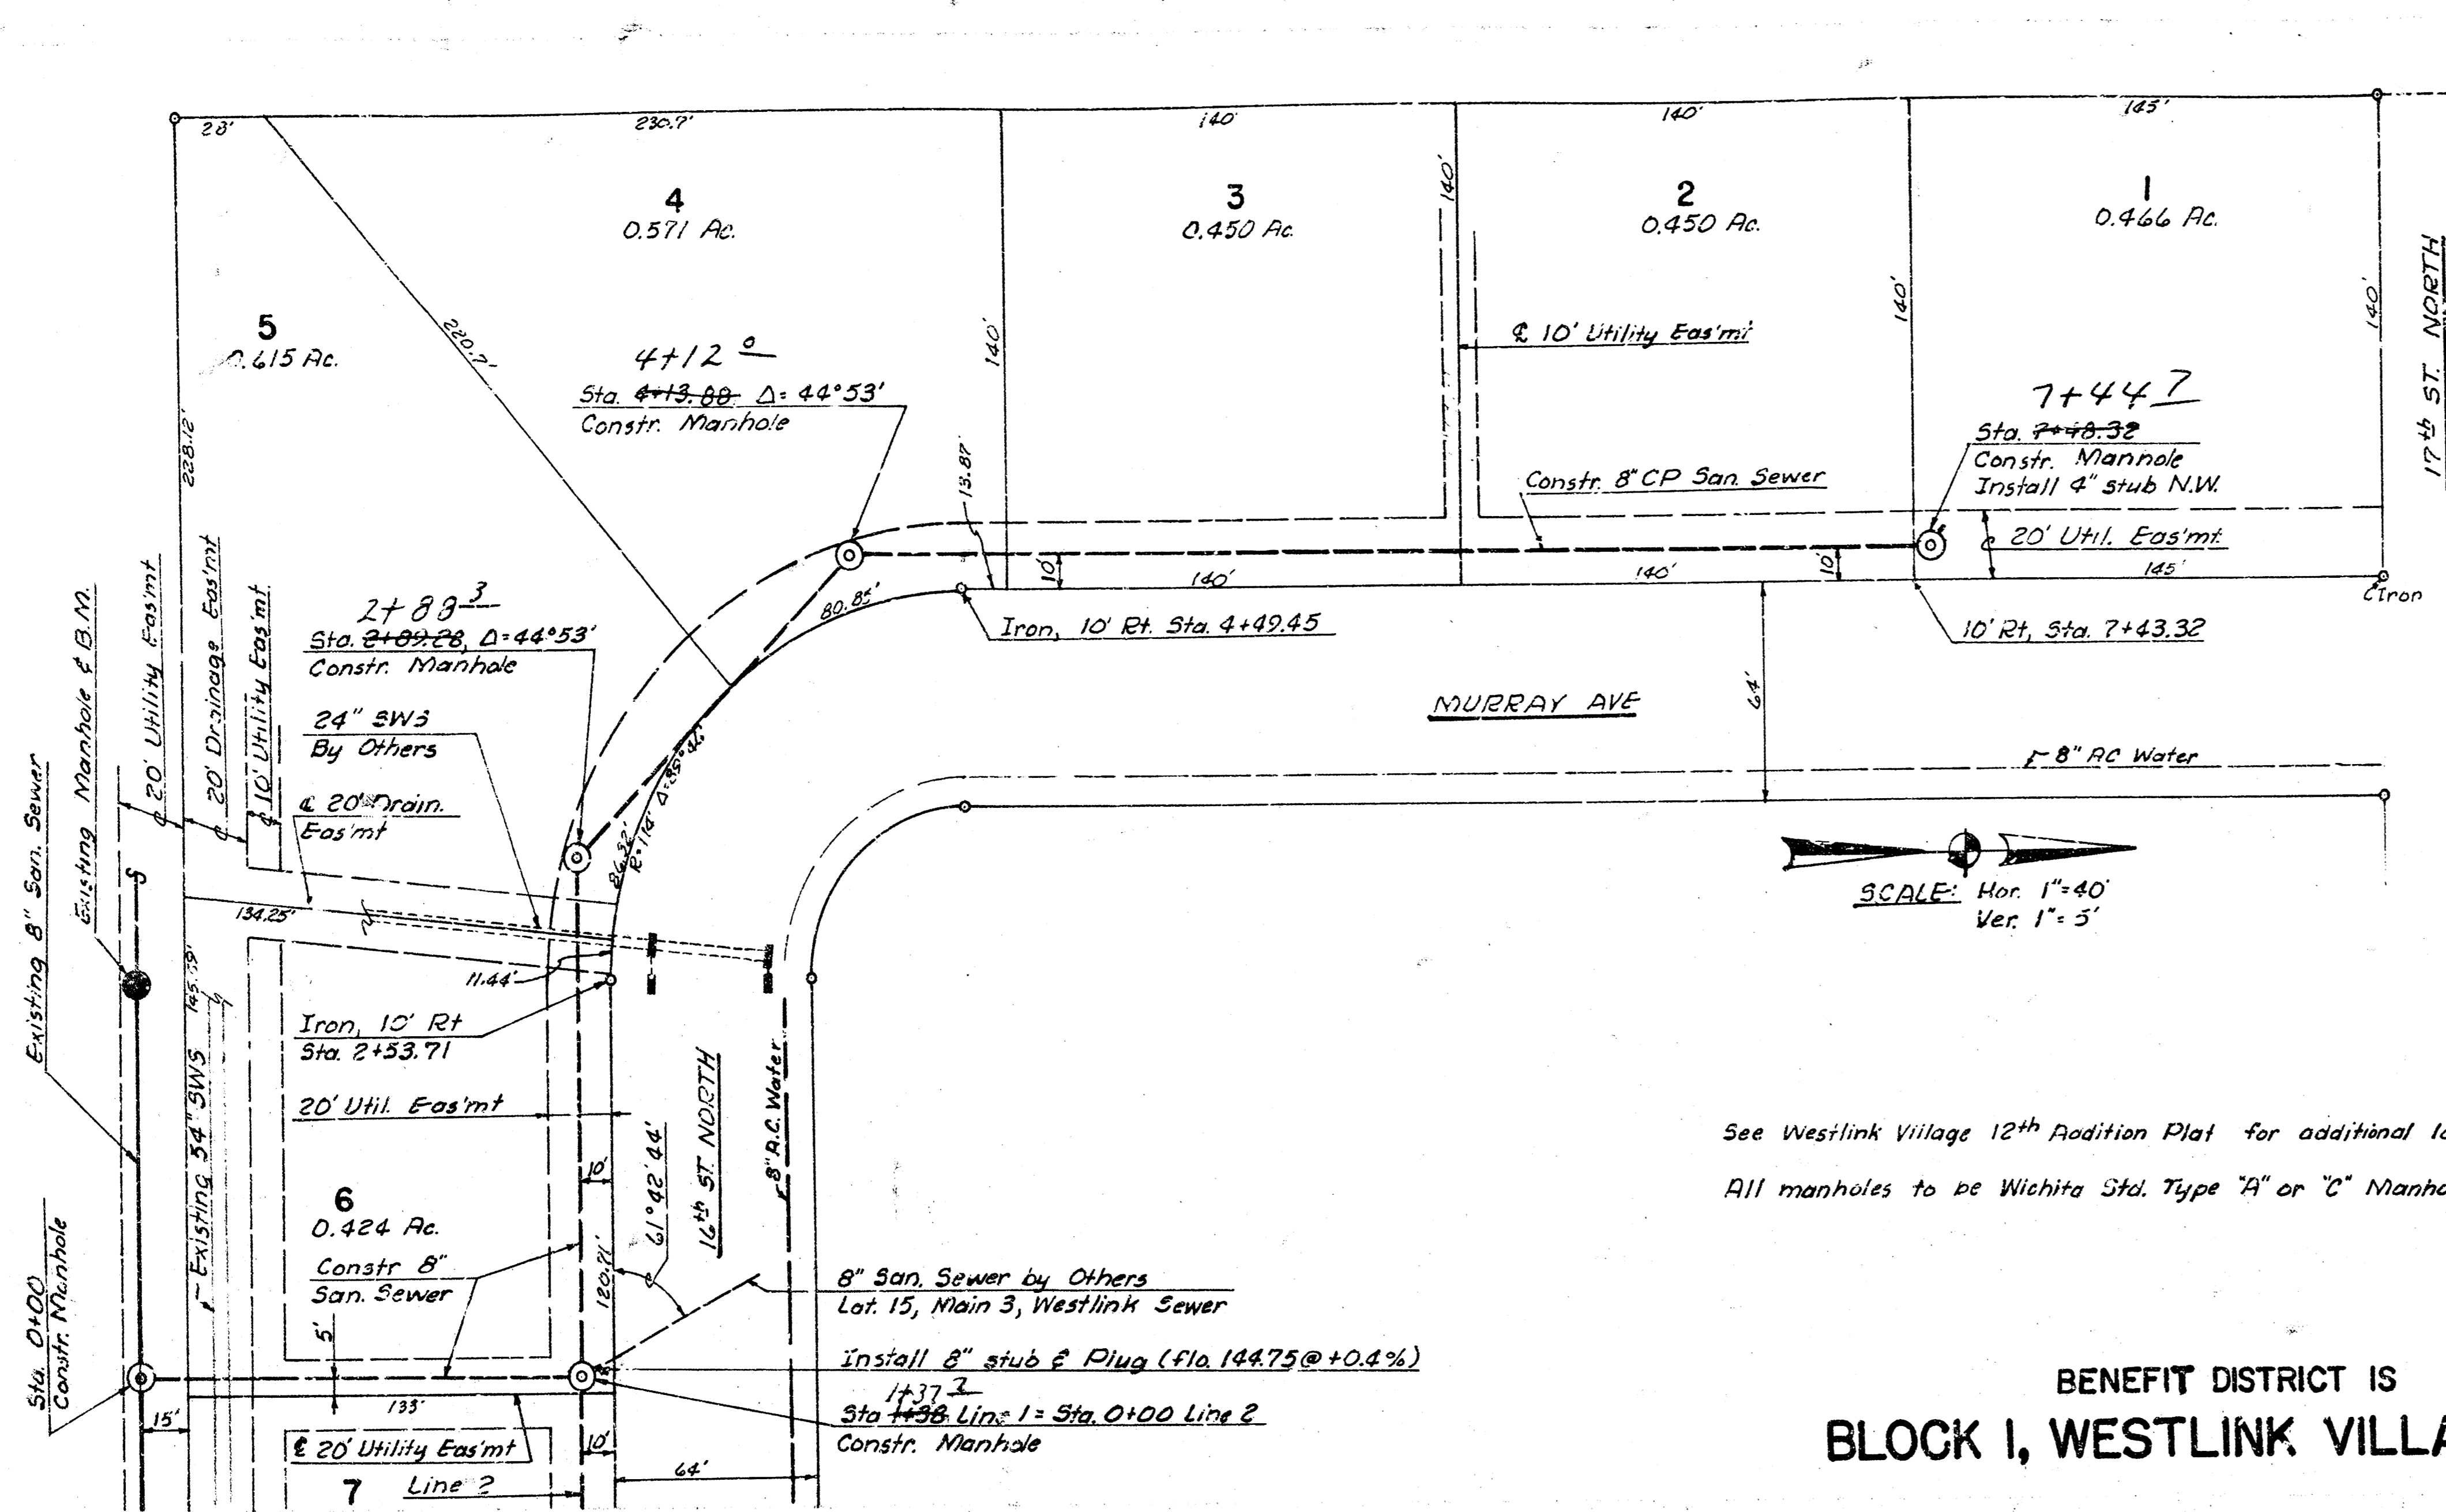 28'
230.7'
140'
140'
145'
4
0.571 Ac.
3
0.450 Ac.
2
0.450 Ac.
1
0.466 Ac.
140'
140'
140'
140'
17th ST. NORTH
5
0.615 Ac.
220.7'
228.12'
4+12 0
Sta. 4+13.88 Δ= 44°53'
Constr. Manhole
℄ 10' Utility Eas'mt
7+44 7
Sta. 7+48.32
Constr. Manhole
Install 4" stub N.W.
13.87'
Constr. 8" CP San. Sewer
20' Util. Eas'mt.
10'
140'
140'
10'
145'
Iron
80.85'
Iron, 10' Rt. Sta. 4+49.45
10' Rt, Sta. 7+43.32
2+88 3
Sta. 2+89.28, Δ=44°53'
Constr. Manhole
24" SWS
By Others
℄ 20' Drain.
Eas'mt
Existing 8" San. Sewer
Existing Manhole & B.M.
20' Utility Eas'mt
20' Drainage Eas'mt
10' Utility Eas'mt
86.32'
R=114' Δ=89°46'
MURRAY AVE
64'
8" AC Water
SCALE: Hor. 1"=40'
Ver. 1"= 5'
134.25'
11.44'
Iron, 10' Rt
Sta. 2+53.71
145.59'
Existing 54" SWS
20' Util. Eas'mt
10'
61°42'44"
16th ST. NORTH
8" A.C. Water
See Westlink Village 12th Addition Plat for additional
All manholes to be Wichita Std. Type "A" or "C"
6
0.424 Ac.
Constr 8"
San. Sewer
120.71'
5'
Sta. 0+00
Constr. Manhole
8" San. Sewer by Others
Lat. 15, Main 3, Westlink Sewer
Install 8" stub & Plug (flo. 144.75@+0.4%)
1+37 2
Sta 1+38 Line 1 = Sta. 0+00 Line 2
Constr. Manhole
15'
133'
℄ 20' Utility Eas'mt
10'
64'
7
Line 2
BENEFIT DISTRICT IS
BLOCK 1, WESTLINK